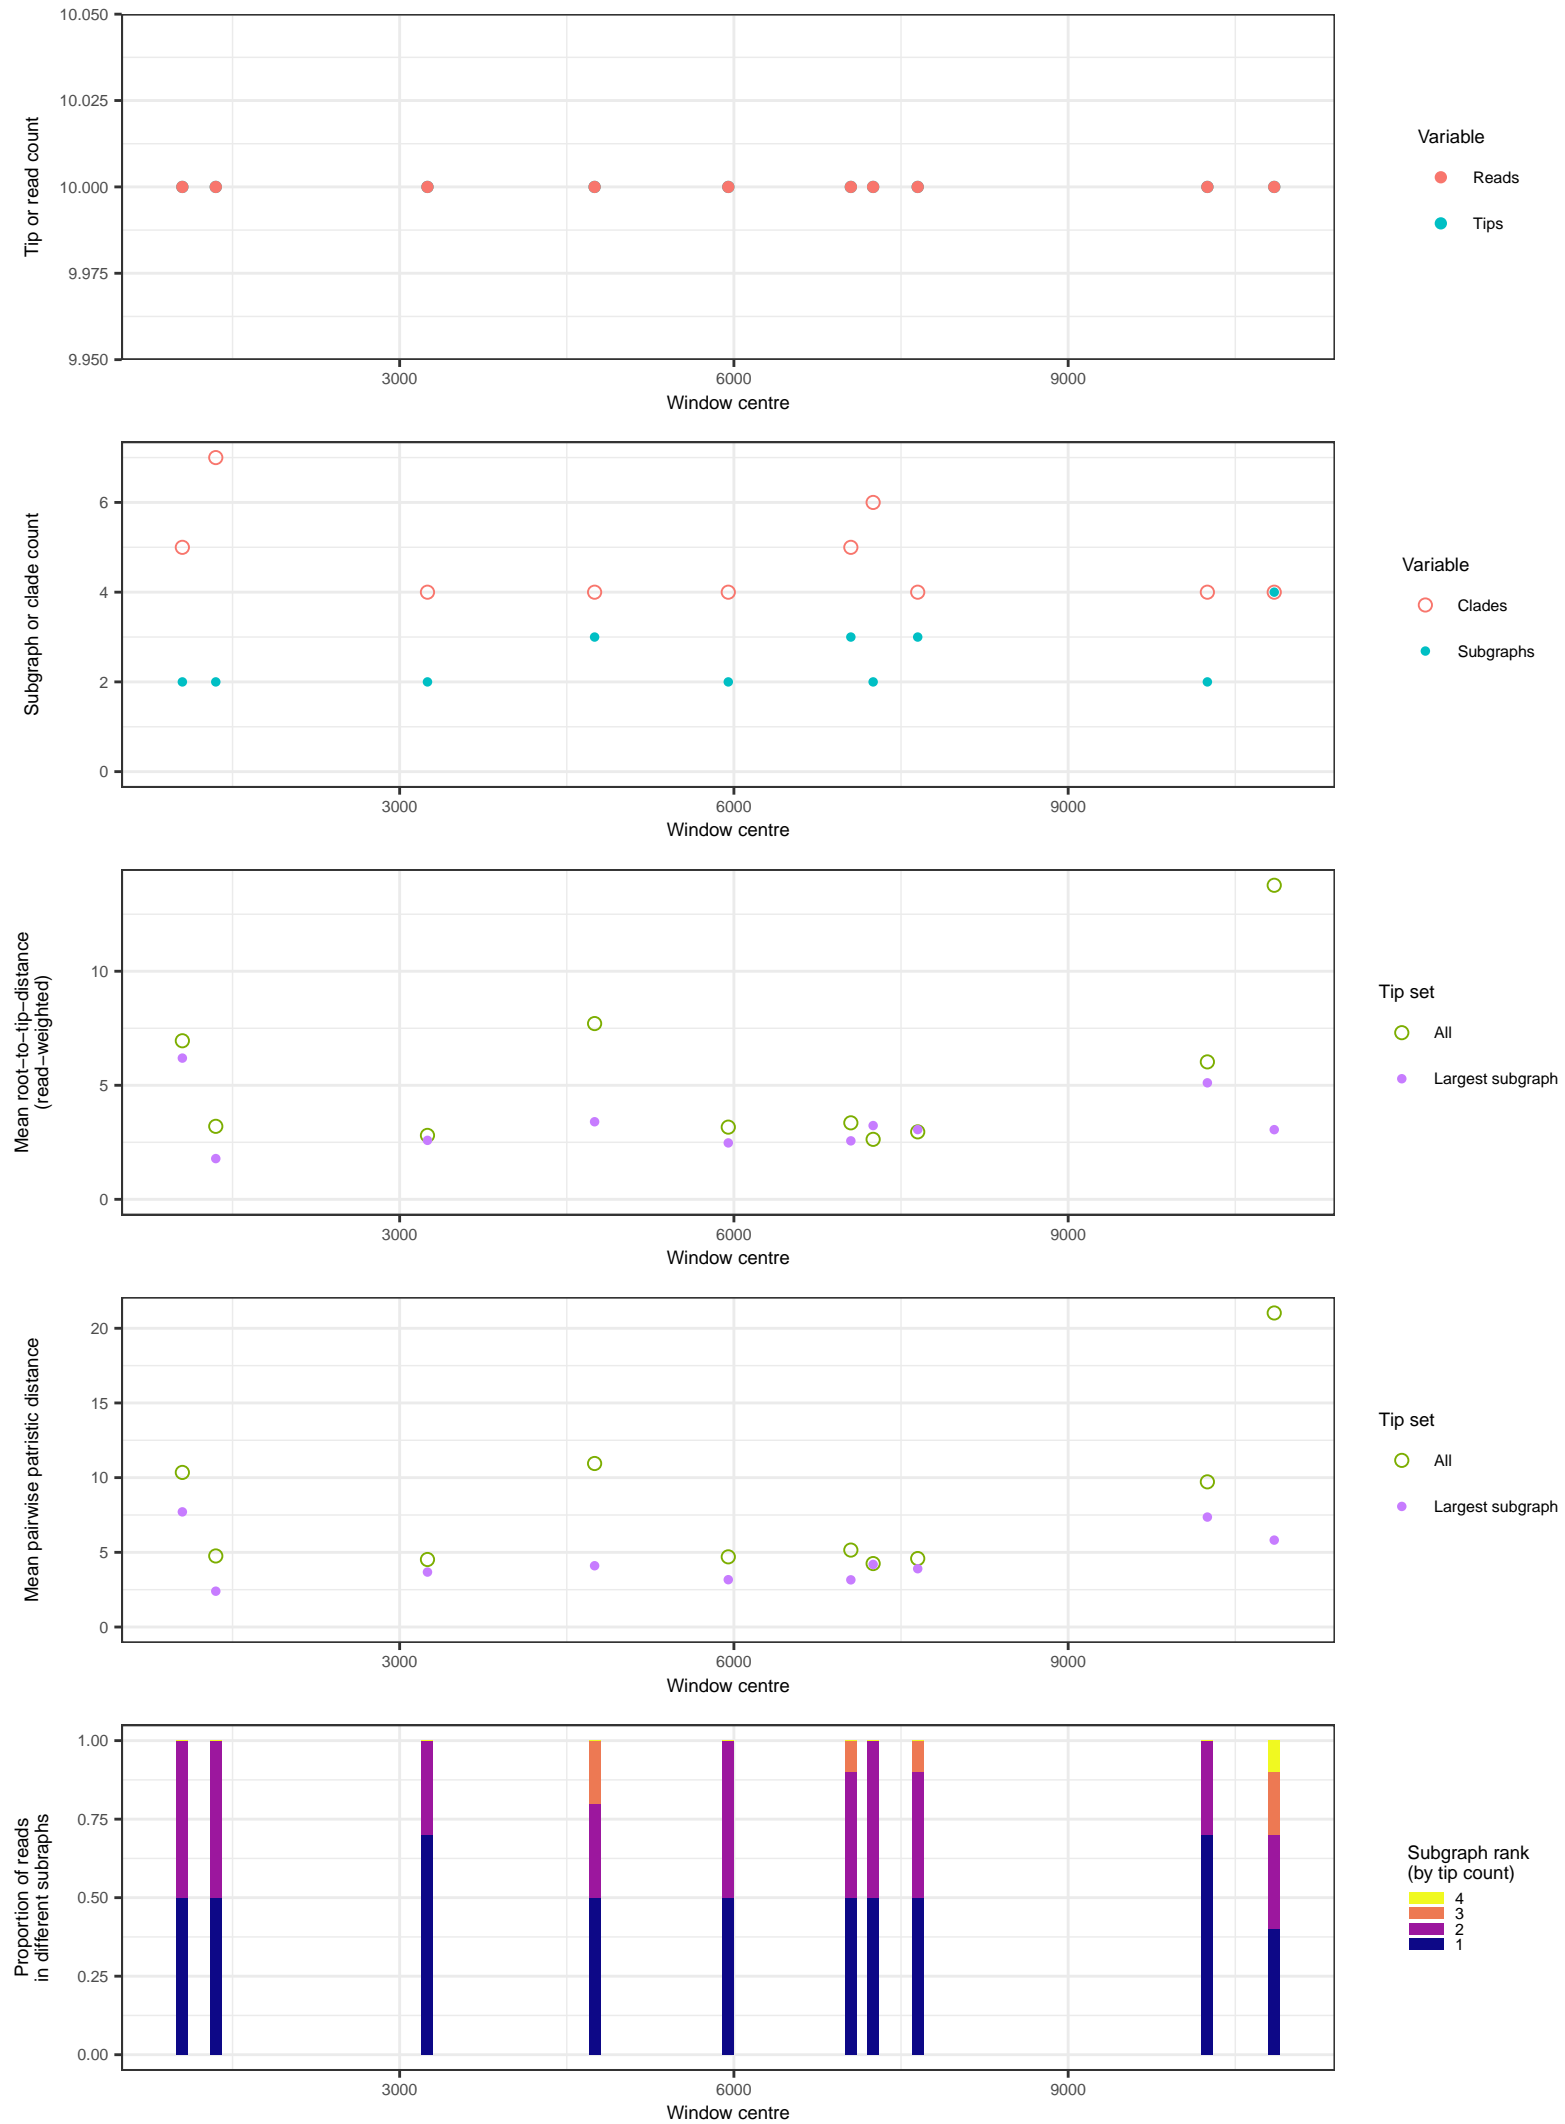 10.050
10.025
10.000
9.975
9.950
Tip or read count
3000
6000
9000
Window centre
Variable
Reads
Tips
6
4
2
0
Subgraph or clade count
3000
6000
9000
Window centre
Variable
Clades
Subgraphs
10
5
0
Mean root−to−tip−distance
(read−weighted)
3000
6000
9000
Window centre
Tip set
All
Largest subgraph
20
15
10
5
0
Mean pairwise patristic distance
3000
6000
9000
Window centre
Tip set
All
Largest subgraph
1.00
0.75
0.50
0.25
0.00
Proportion of reads
in different subraphs
3000
6000
9000
Window centre
Subgraph rank
(by tip count)
4
3
2
1